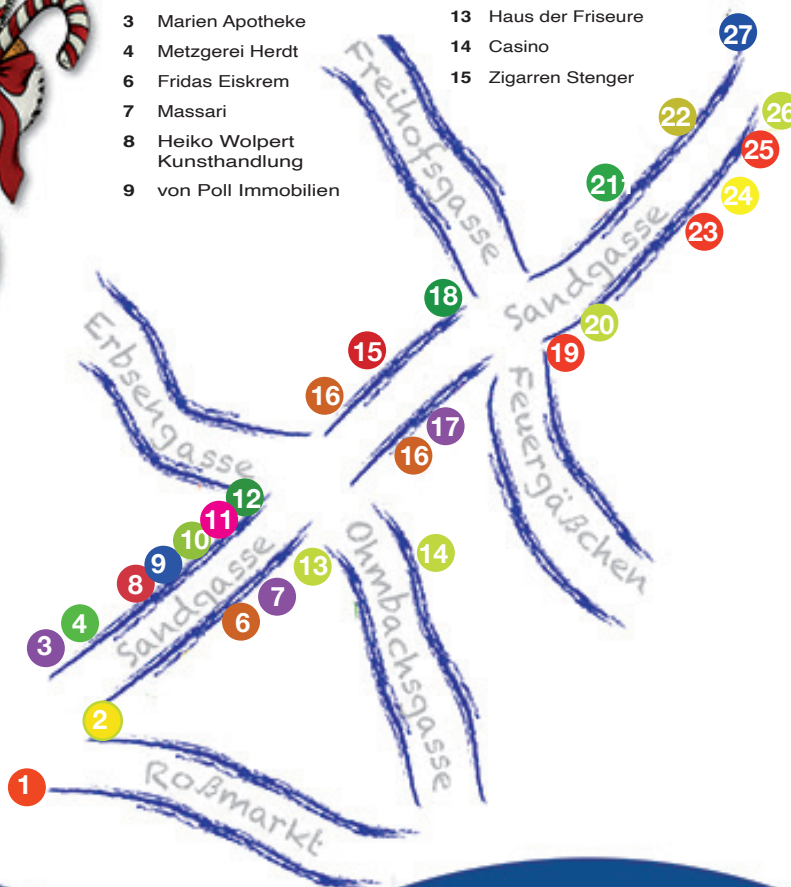 3 Marien Apotheke
4 Metzgerei Herdt
6 Fridas Eiskrem
7 Massari
8 Heiko Wolpert
Kunsthandlung
9 von Poll Immobilien
13 Haus der Friseure
14 Casino
15 Zigarren Stenger
27
26
22
25
21
24
23
Freihofsgasse
Sandgasse
18
20
19
15
16
17
16
Erbsengasse
Feuergäßchen
12
11
10
9
8
13
14
7
6
4
3
Sandgasse
Ohmbachsgasse
2
1
Roßmarkt